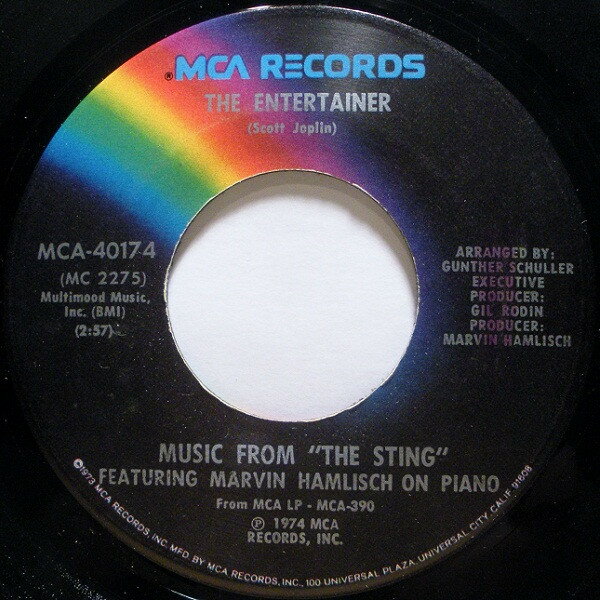 ®MCA RECORDS
THE ENTERTAINER
(Scott Joplin)
MCA-40174
(MC 2275)
Multimood Music,
Inc. (BMI)
(2:57)
ARRANGED BY:
GUNTHER SCHULLER
EXECUTIVE
PRODUCER:
GIL RODIN
PRODUCER:
MARVIN HAMLISCH
MUSIC FROM "THE STING"
FEATURING MARVIN HAMLISCH ON PIANO
From MCA LP - MCA-390
℗ 1974 MCA
RECORDS, INC.
©1973 MCA RECORDS, INC. MFD. BY MCA RECORDS, INC., 100 UNIVERSAL PLAZA, UNIVERSAL CITY, CALIF. 91608